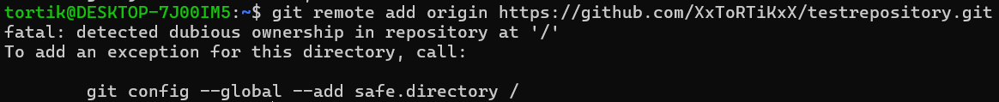 tortik@DESKTOP-7J00IM5:~$ git remote add origin https://github.com/XxToRTiKxX/testrepository.git
fatal: detected dubious ownership in repository at '/'
To add an exception for this directory, call:
git config --global --add safe.directory /